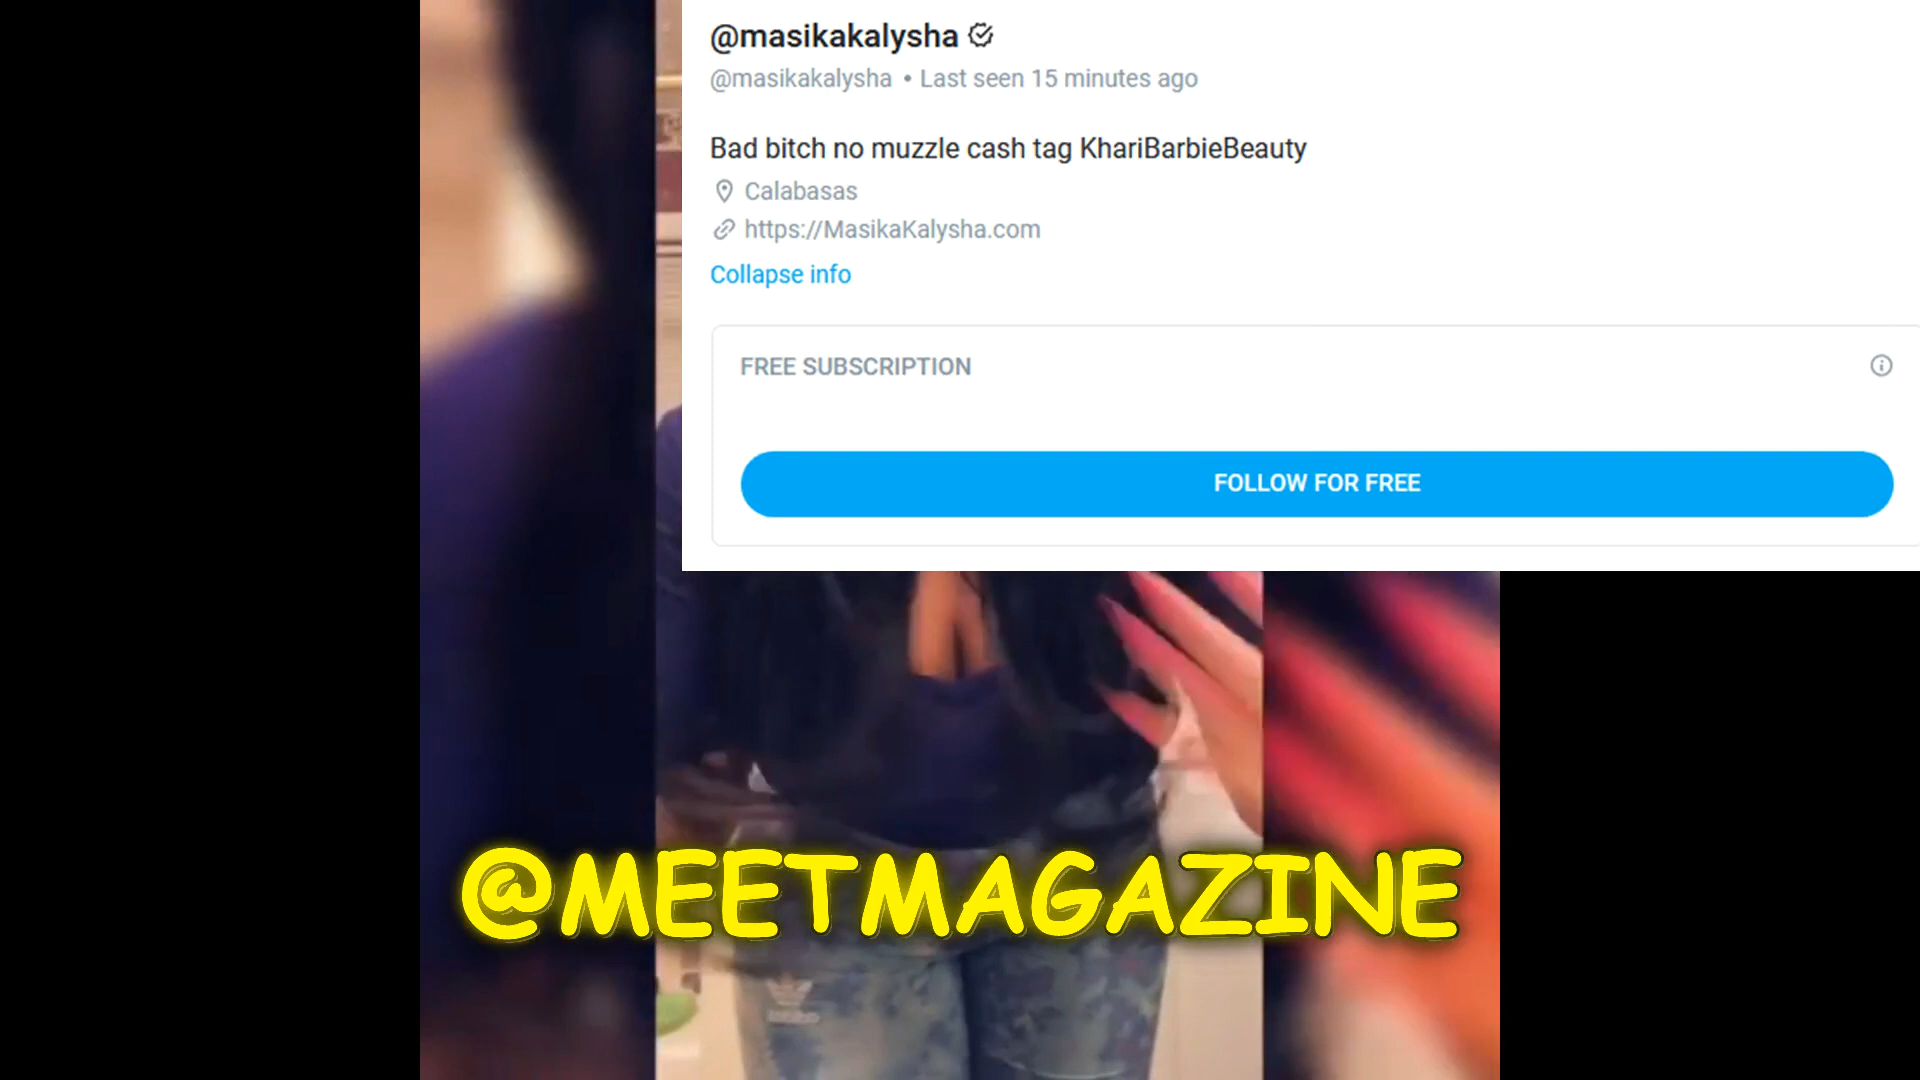 @masikakalysha
@masikakalysha • Last seen 15 minutes ago
Bad bitch no muzzle cash tag KhariBarbieBeauty
Calabasas
https://MasikaKalysha.com
Collapse info
FREE SUBSCRIPTION
FOLLOW FOR FREE
@MEETMAGAZINE